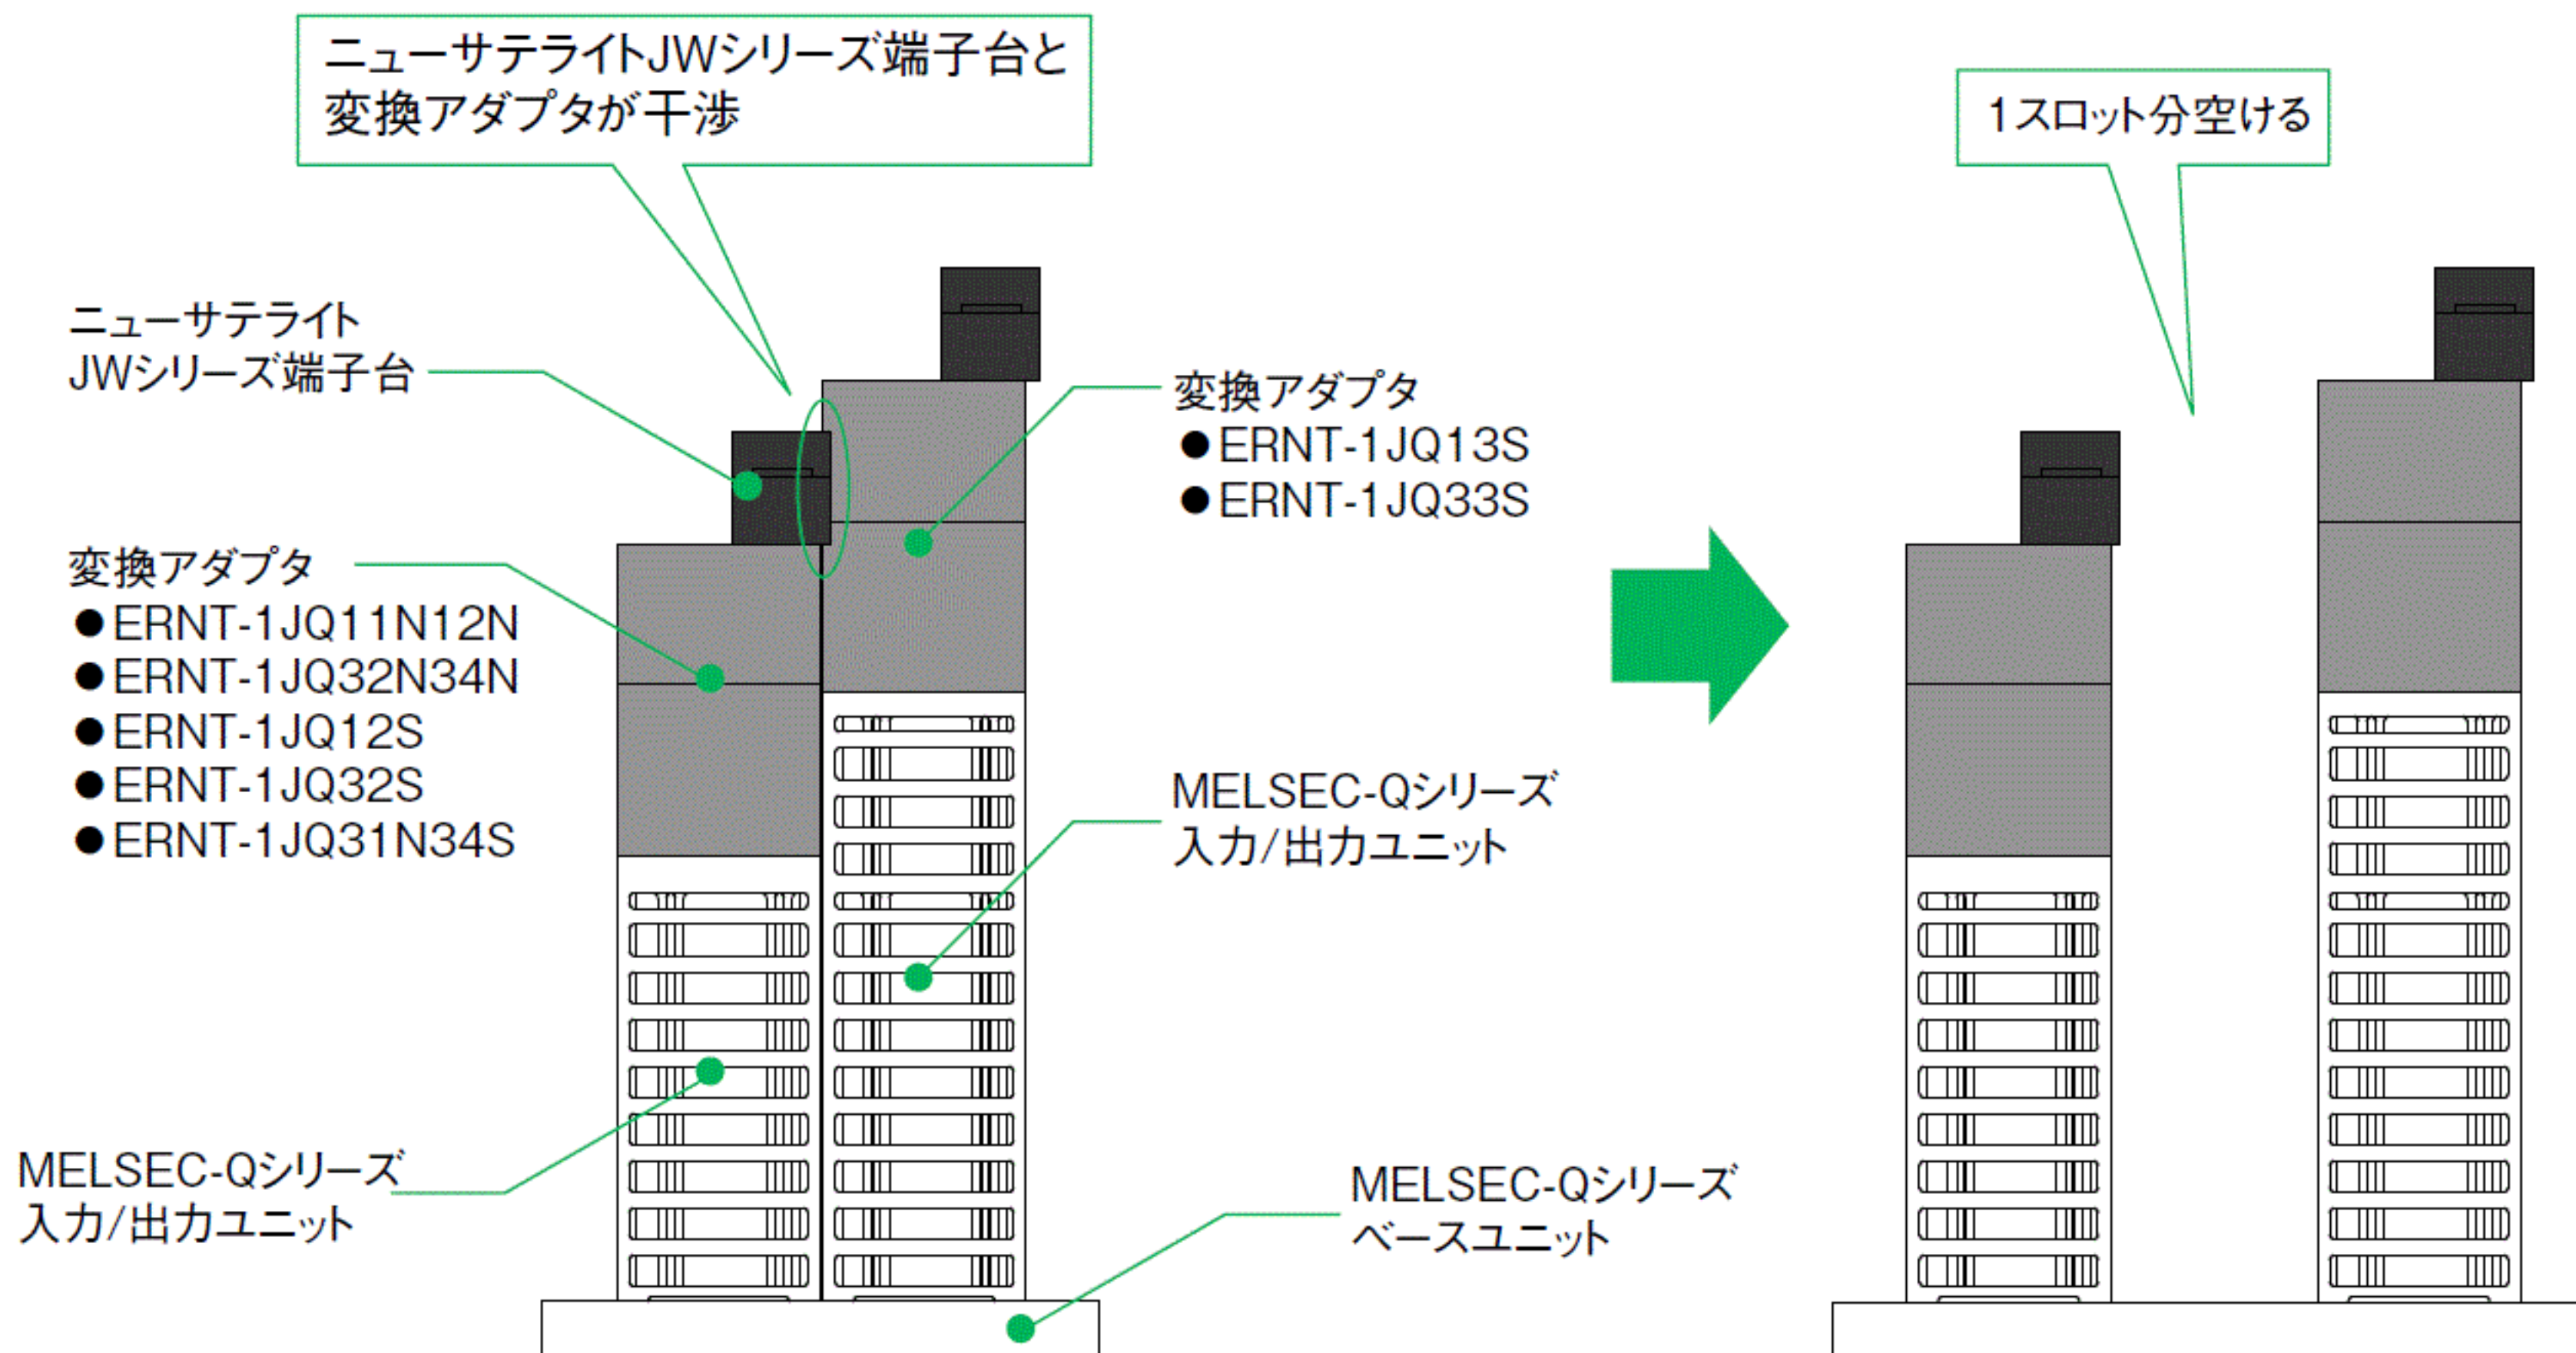 ニューサテライトJWシリーズ端子台と
変換アダプタが干渉
1スロット分空ける
ニューサテライト
JWシリーズ端子台
変換アダプタ
●ERNT-1JQ13S
●ERNT-1JQ33S
変換アダプタ
●ERNT-1JQ11N12N
●ERNT-1JQ32N34N
●ERNT-1JQ12S
●ERNT-1JQ32S
●ERNT-1JQ31N34S
MELSEC-Qシリーズ
入力/出力ユニット
MELSEC-Qシリーズ
入力/出力ユニット
MELSEC-Qシリーズ
ベースユニット